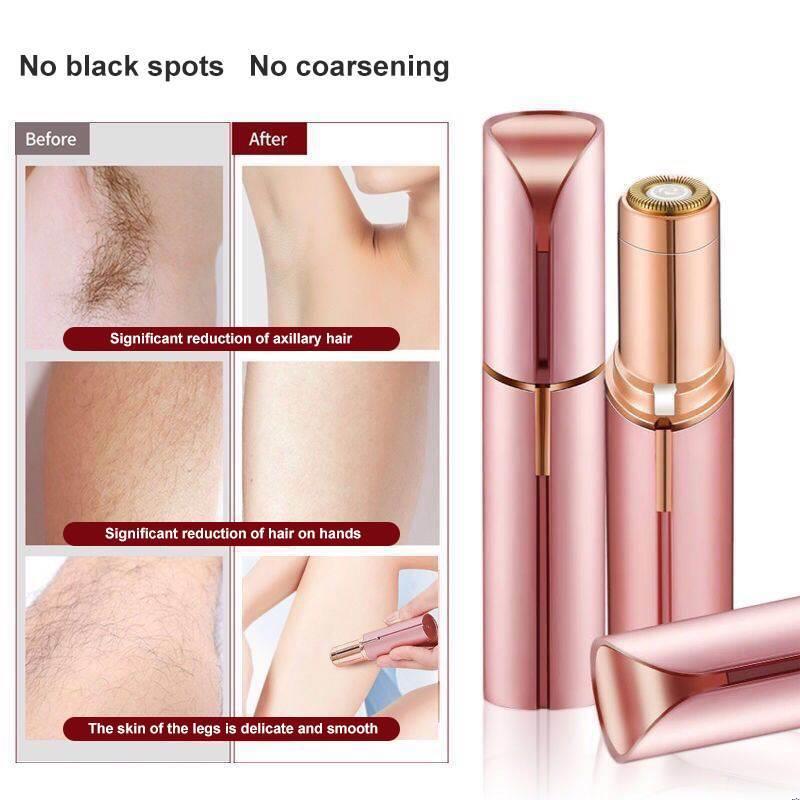 No black spots No coarsening
Before After
Significant reduction of axillary hair
Significant reduction of hair on hands
The skin of the legs is delicate and smooth